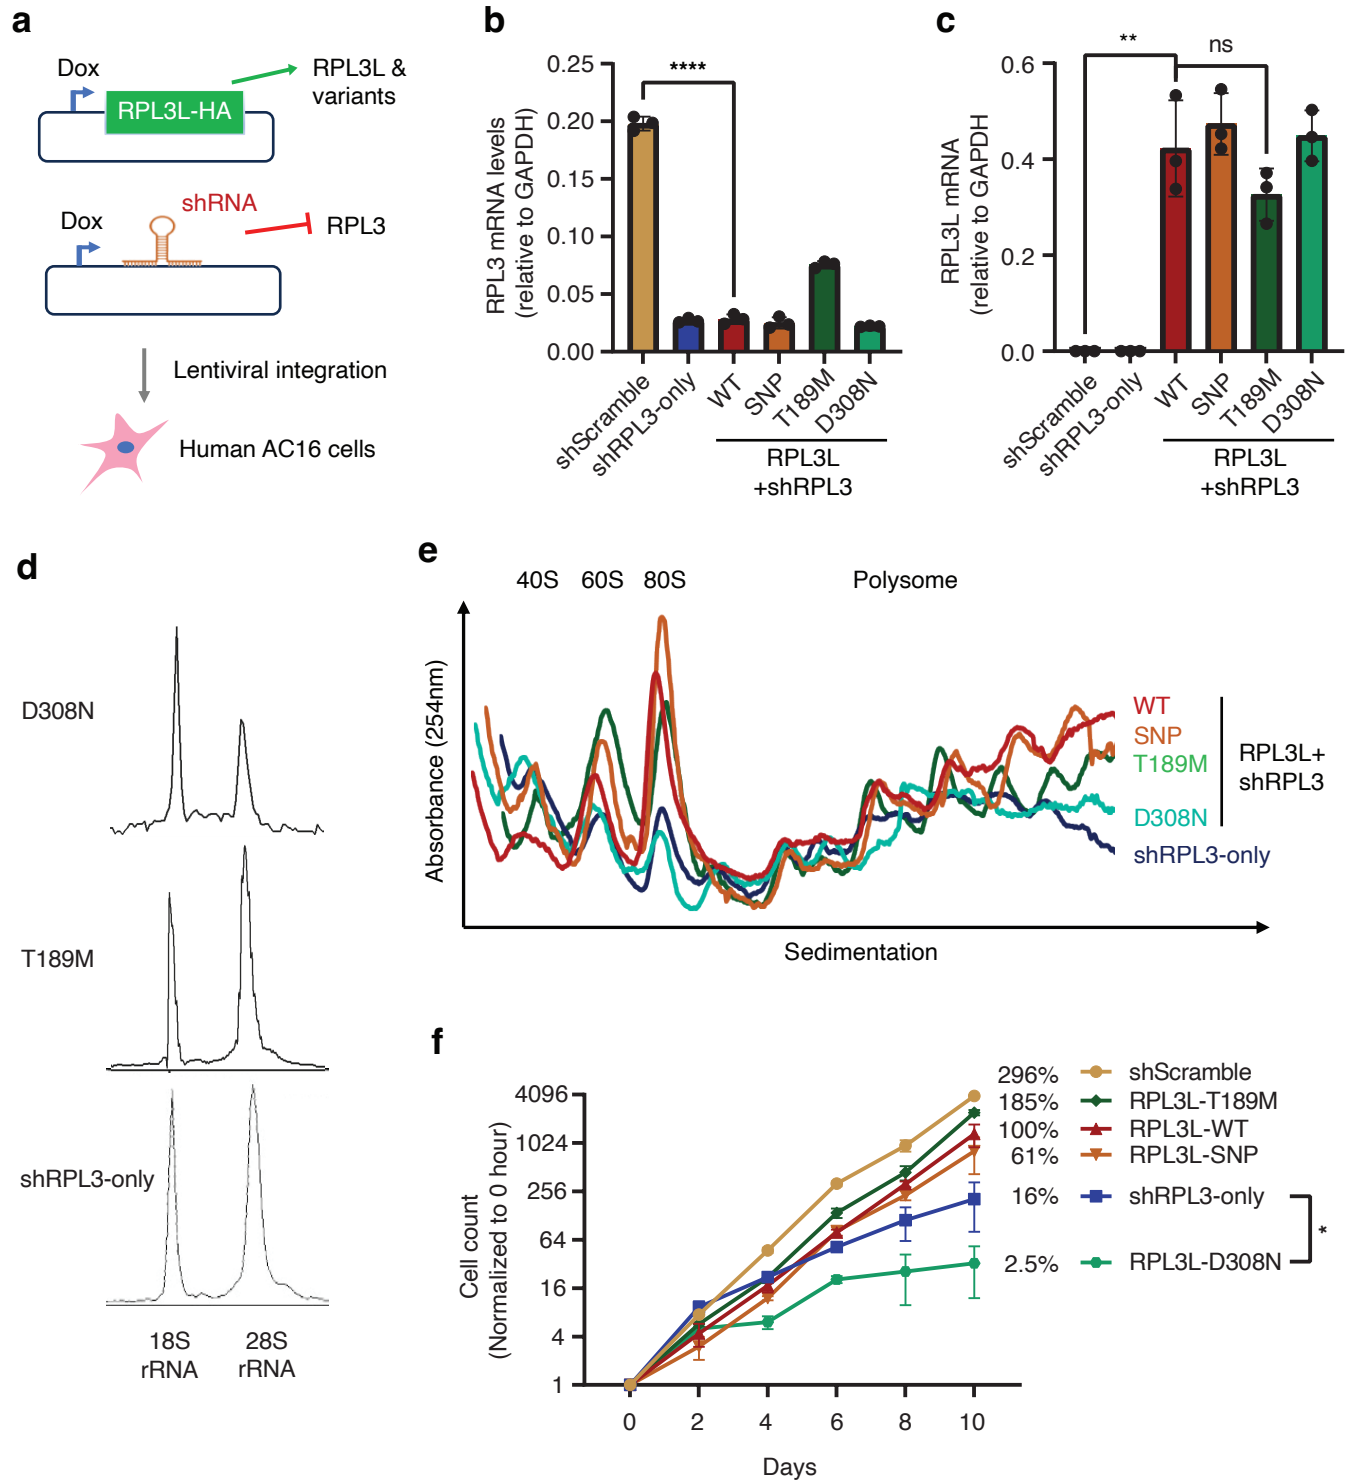 a
Dox
RPL3L-HA
RPL3L &
variants
Dox
shRNA
RPL3
Lentiviral integration
Human AC16 cells
b
RPL3 mRNA levels
(relative to GAPDH)
0.25
0.20
0.15
0.10
0.05
0.00
****
shScramble
shRPL3-only
WT
SNP
T189M
D308N
RPL3L
+shRPL3
c
RPL3L mRNA
(relative to GAPDH)
0.6
0.4
0.2
0.0
**
ns
shScramble
shRPL3-only
WT
SNP
T189M
D308N
RPL3L
+shRPL3
d
D308N
T189M
shRPL3-only
18S
rRNA
28S
rRNA
e
40S 60S 80S Polysome
Absorbance (254nm)
Sedimentation
WT
SNP
T189M
D308N
shRPL3-only
RPL3L+
shRPL3
f
Cell count
(Normalized to 0 hour)
4096
1024
256
64
16
4
1
0 2 4 6 8 10
Days
296% shScramble
185% RPL3L-T189M
100% RPL3L-WT
61% RPL3L-SNP
16% shRPL3-only
2.5% RPL3L-D308N
*